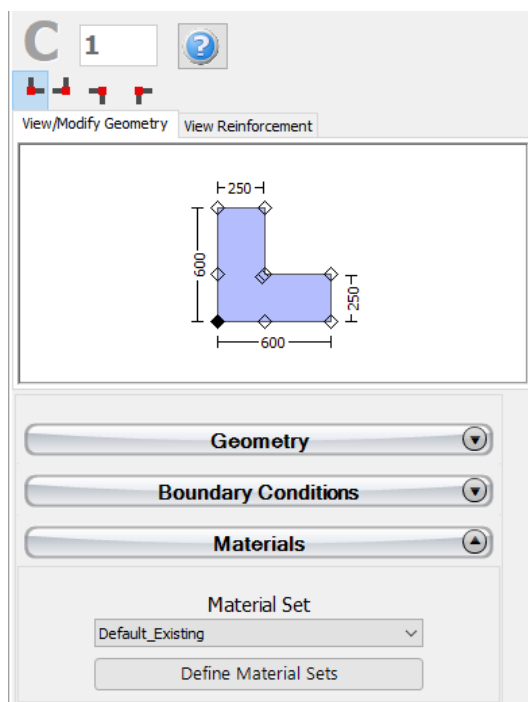 C 1
View/Modify Geometry View Reinforcement
250
600
250
600
Geometry
Boundary Conditions
Materials
Material Set
Default_Existing
Define Material Sets